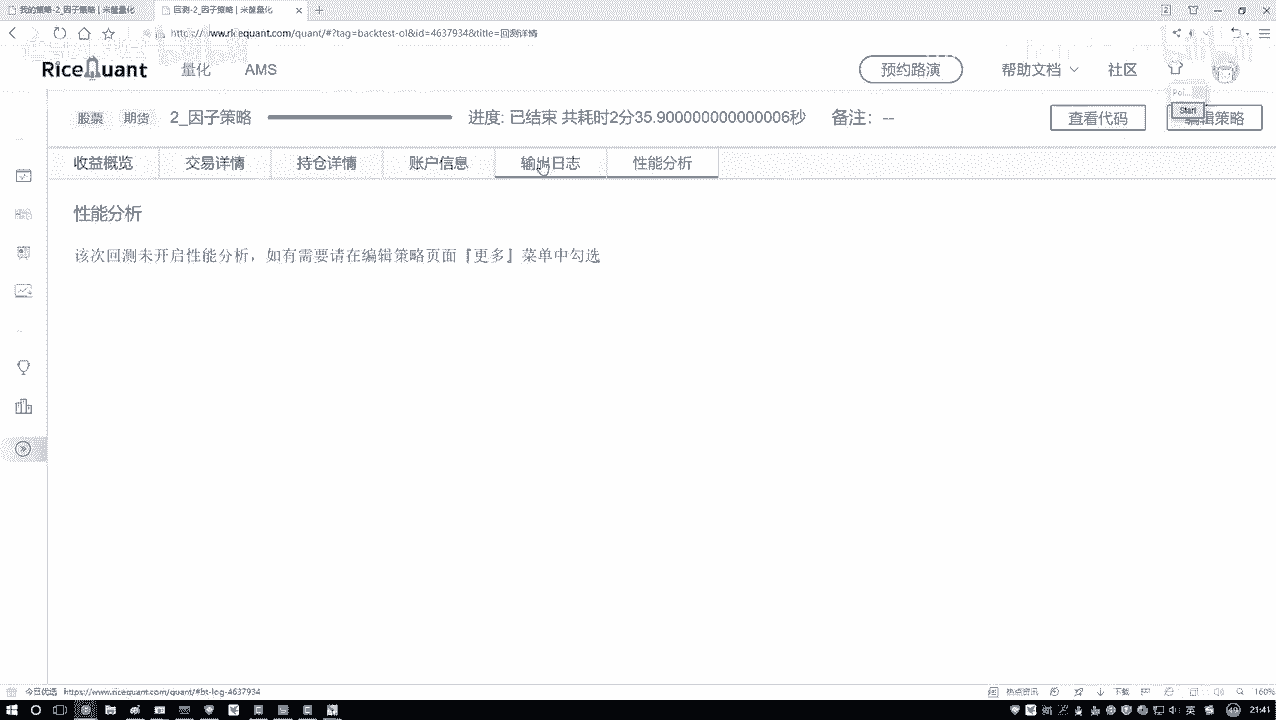 我的策略-2_因子策略 | 米筐量化
回测-2_因子策略 | 米筐量化
https://www.ricequant.com/quant/#?tag=backtest-ol&id=4637934&title=回测详情
RiceQuant 量化 AMS 预约路演 帮助文档 社区
Start
股票 期货 2_因子策略 进度: 已结束 共耗时2分35.900000000000006秒 备注：-- 查看代码 编辑策略
收益概览 交易详情 持仓详情 账户信息 输出日志 性能分析
性能分析
该次回测未开启性能分析，如有需要请在编辑策略页面『更多』菜单中勾选
今日优选 https://www.ricequant.com/quant/#bt-log-4637934 热点资讯 下载 160%
英 21:41